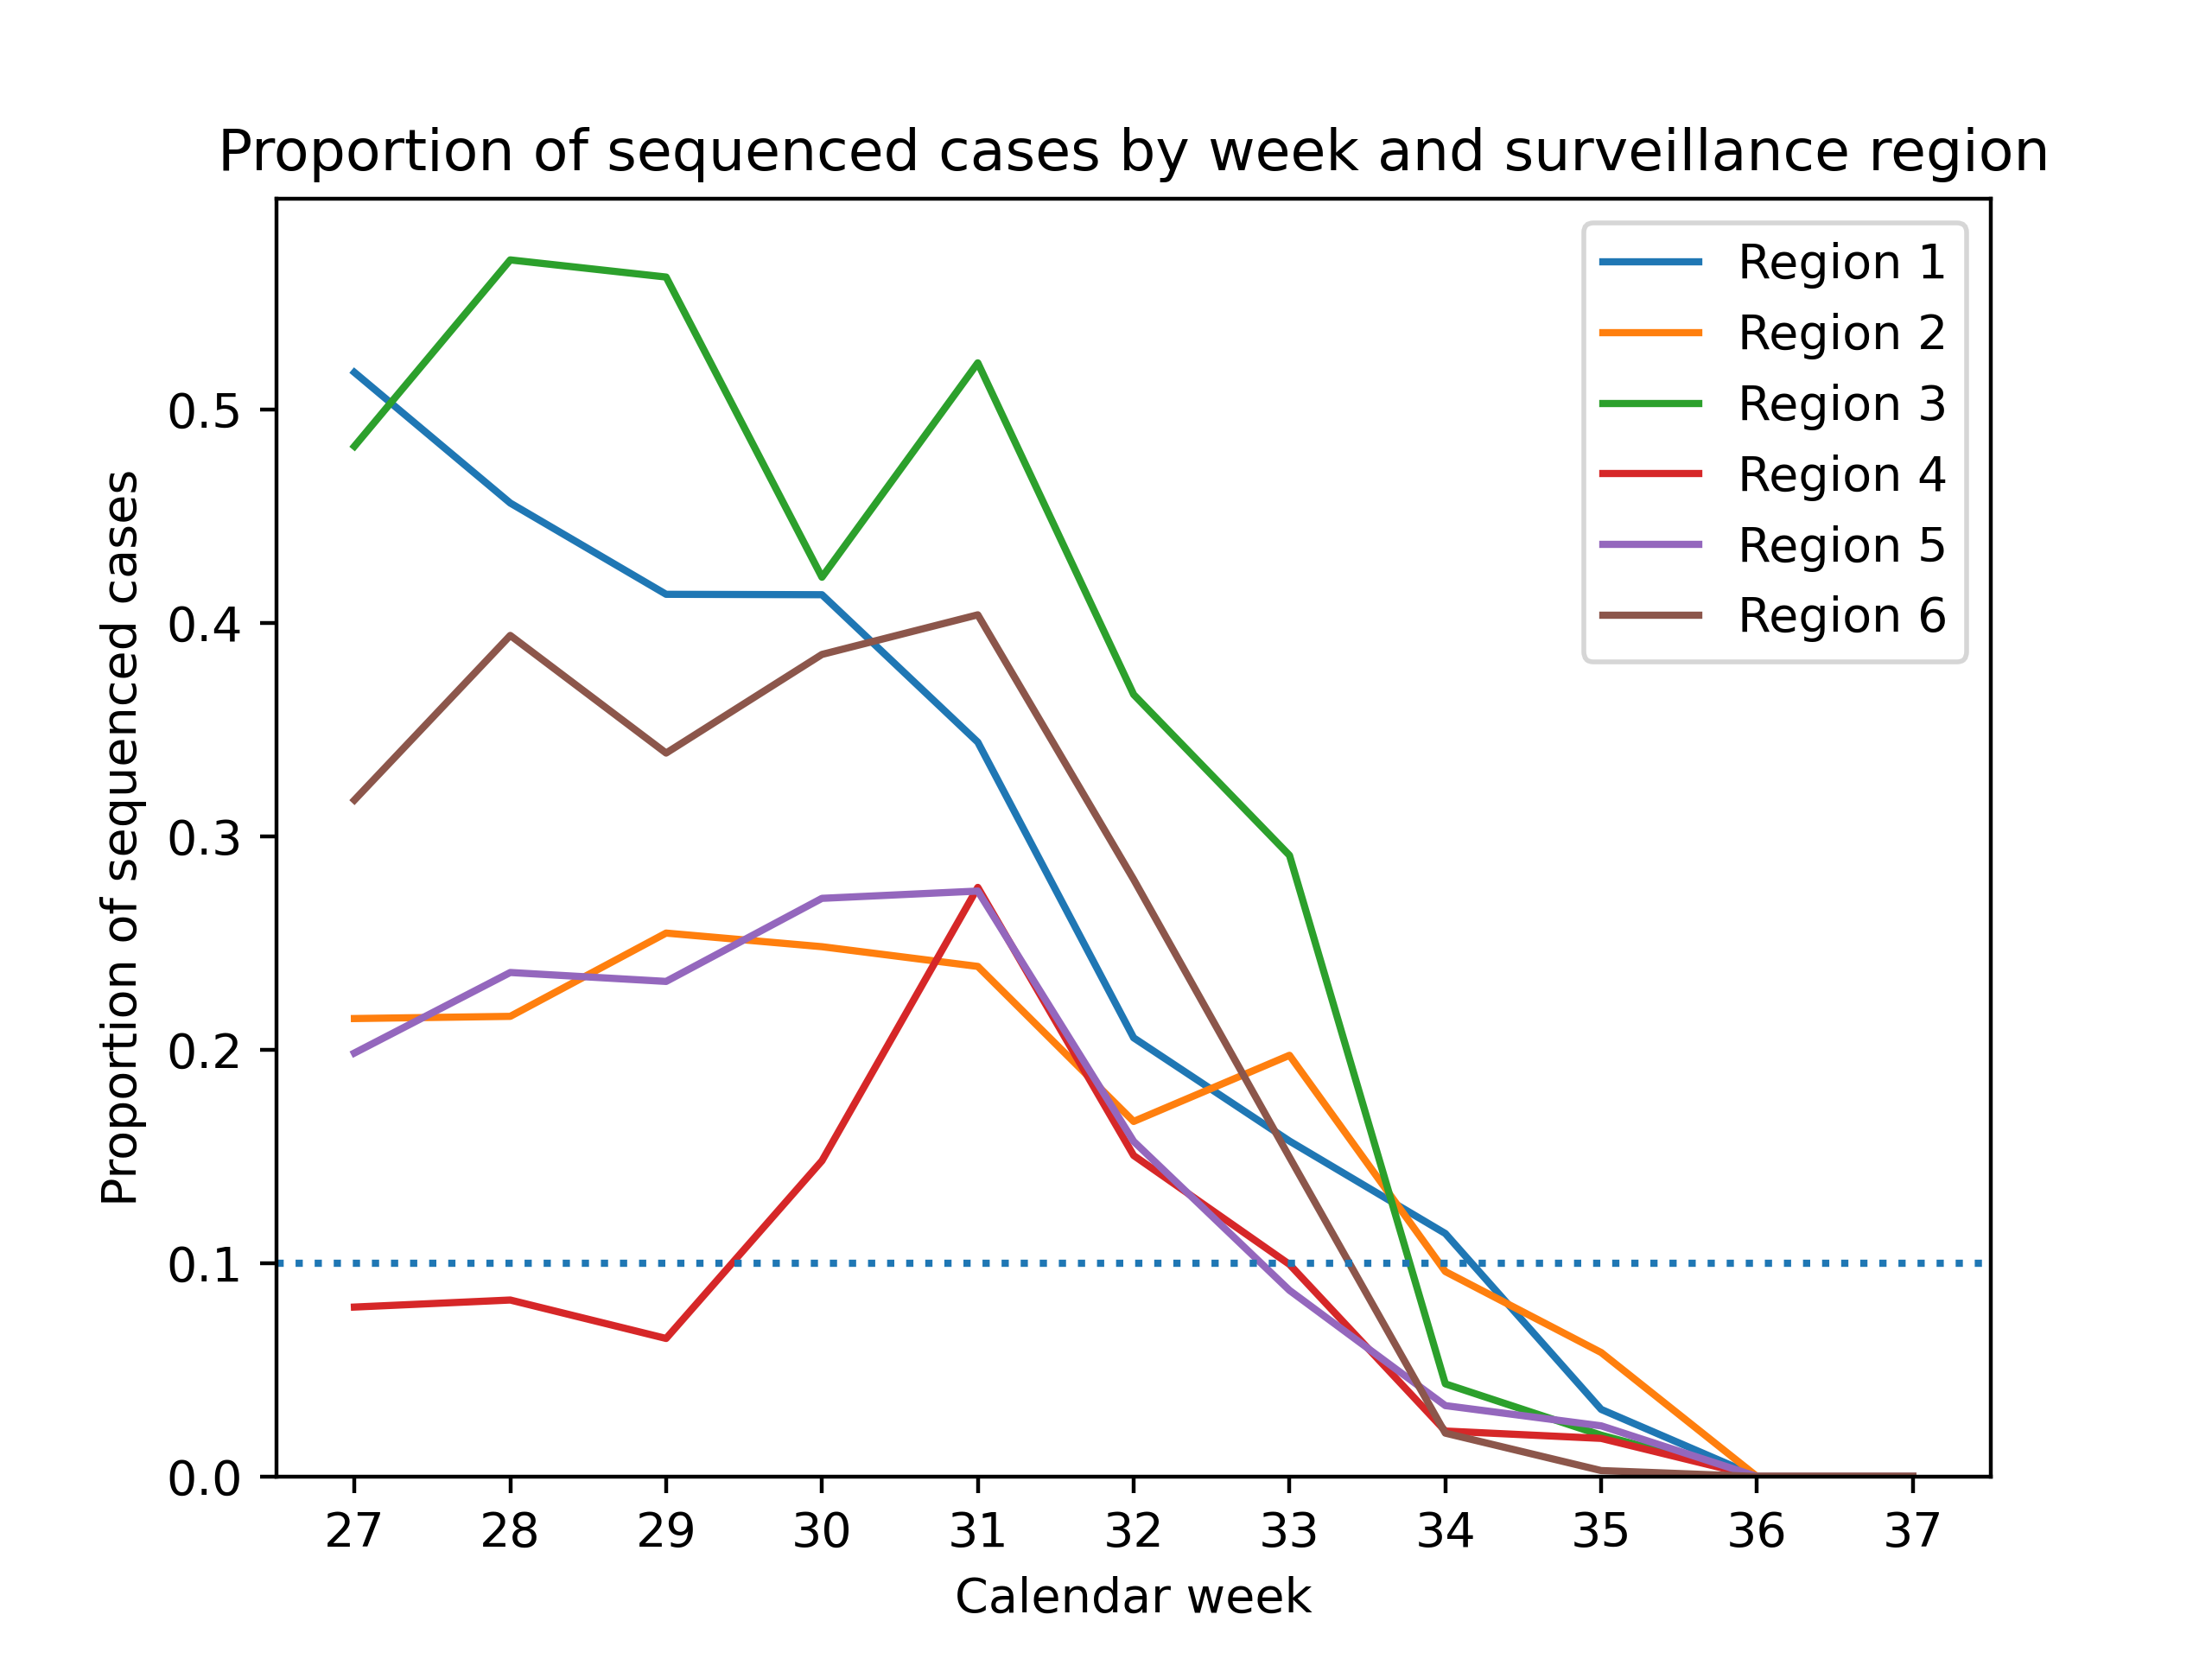 Proportion of sequenced cases by week and surveillance region
Region 1
Region 2
Region 3
Region 4
Region 5
Region 6
Proportion of sequenced cases
0.5
0.4
0.3
0.2
0.1
0.0
27 28 29 30 31 32 33 34 35 36 37
Calendar week